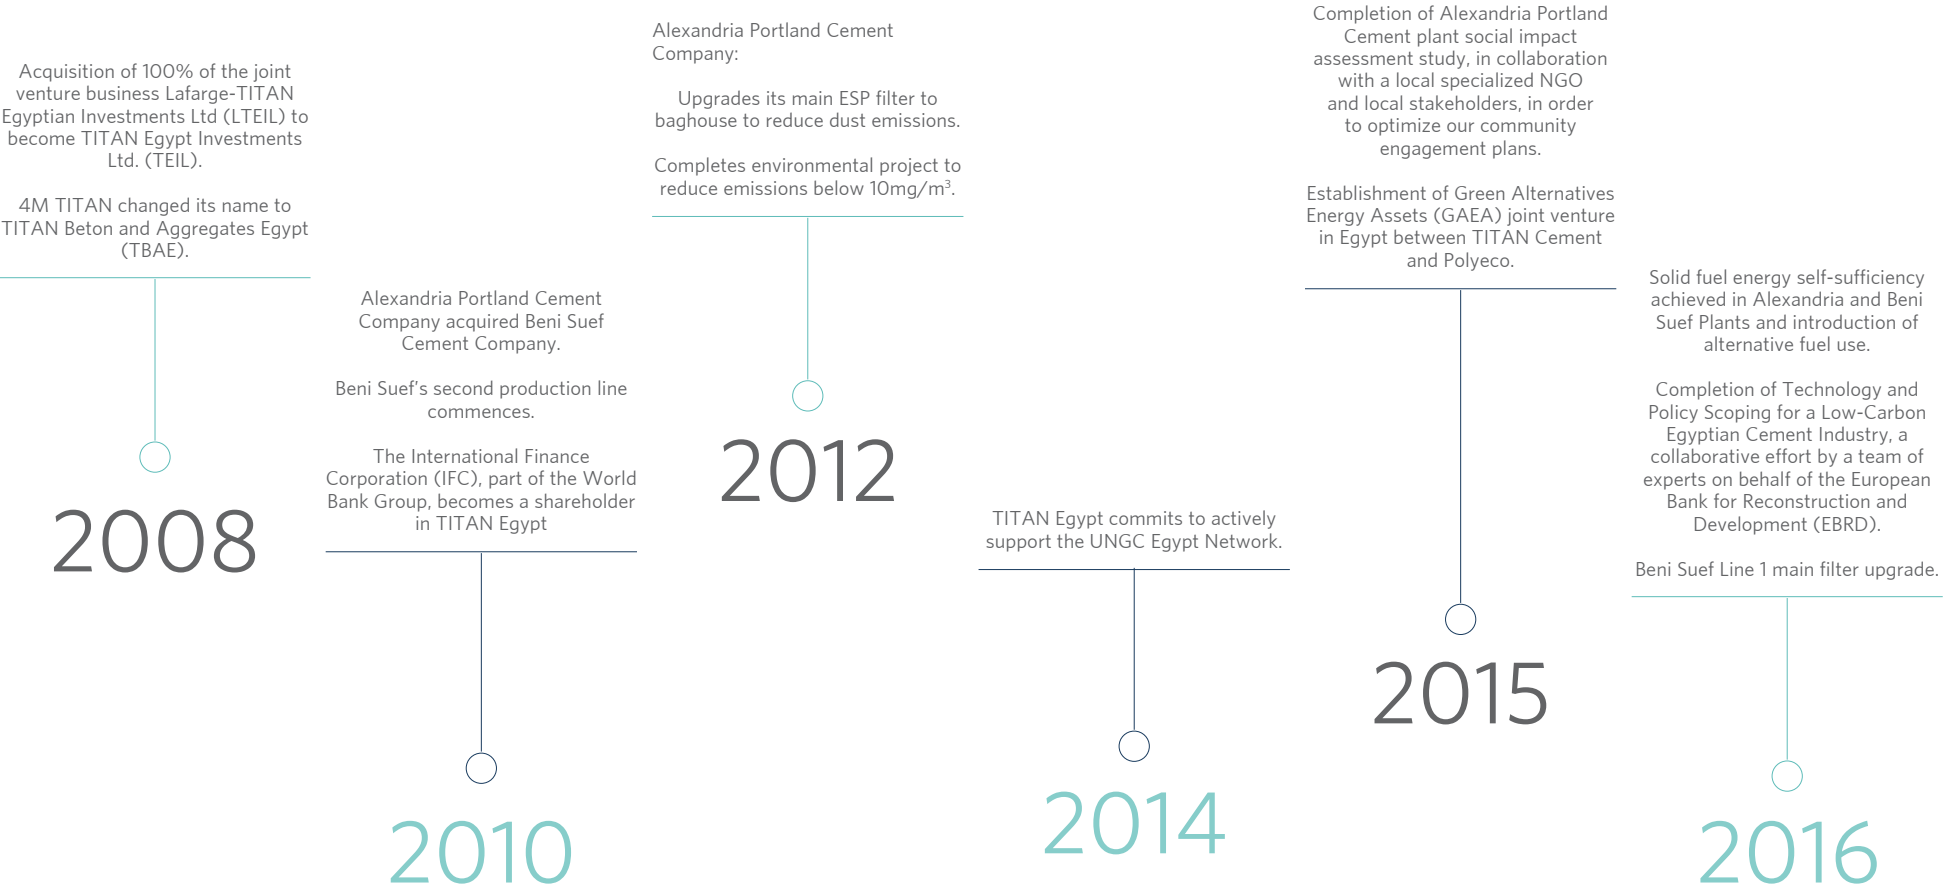 Acquisition of 100% of the joint
venture business Lafarge-TITAN
Egyptian Investments Ltd (LTEIL) to
become TITAN Egypt Investments
Ltd. (TEIL).
4M TITAN changed its name to
TITAN Beton and Aggregates Egypt
(TBAE).
2008
Alexandria Portland Cement
Company acquired Beni Suef
Cement Company.
Beni Suef’s second production line
commences.
The International Finance
Corporation (IFC), part of the World
Bank Group, becomes a shareholder
in TITAN Egypt
2010
Alexandria Portland Cement
Company:
Upgrades its main ESP filter to
baghouse to reduce dust emissions.
Completes environmental project to
reduce emissions below 10mg/m³.
2012
TITAN Egypt commits to actively
support the UNGC Egypt Network.
2014
Completion of Alexandria Portland
Cement plant social impact
assessment study, in collaboration
with a local specialized NGO
and local stakeholders, in order
to optimize our community
engagement plans.
Establishment of Green Alternatives
Energy Assets (GAEA) joint venture
in Egypt between TITAN Cement
and Polyeco.
2015
Solid fuel energy self-sufficiency
achieved in Alexandria and Beni
Suef Plants and introduction of
alternative fuel use.
Completion of Technology and
Policy Scoping for a Low-Carbon
Egyptian Cement Industry, a
collaborative effort by a team of
experts on behalf of the European
Bank for Reconstruction and
Development (EBRD).
Beni Suef Line 1 main filter upgrade.
2016